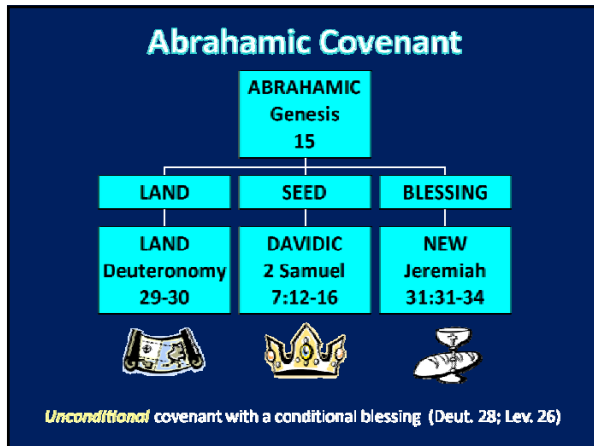 Abrahamic Covenant
ABRAHAMIC
Genesis
15
LAND
SEED
BLESSING
LAND
Deuteronomy
29-30
DAVIDIC
2 Samuel
7:12-16
NEW
Jeremiah
31:31-34
Unconditional covenant with a conditional blessing (Deut. 28; Lev. 26)